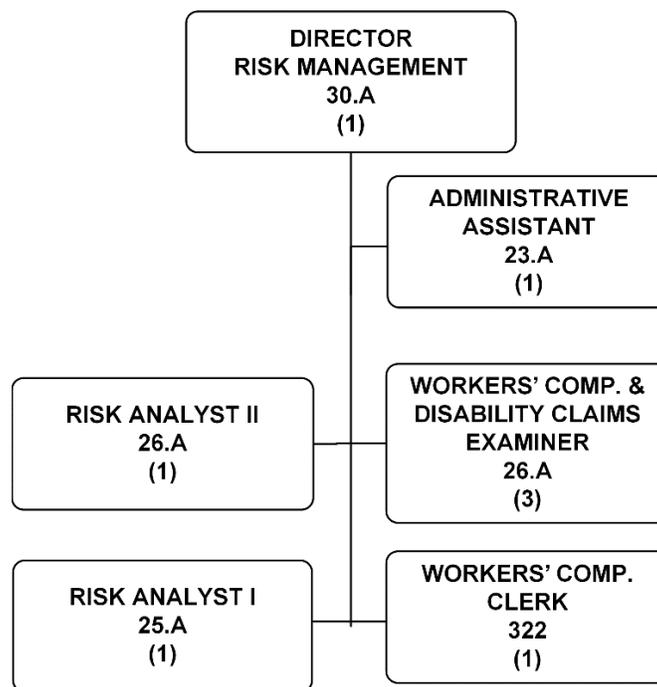 DIRECTOR
RISK MANAGEMENT
30.A
(1)
ADMINISTRATIVE
ASSISTANT
23.A
(1)
RISK ANALYST II
26.A
(1)
WORKERS’ COMP. &
DISABILITY CLAIMS
EXAMINER
26.A
(3)
RISK ANALYST I
25.A
(1)
WORKERS’ COMP.
CLERK
322
(1)